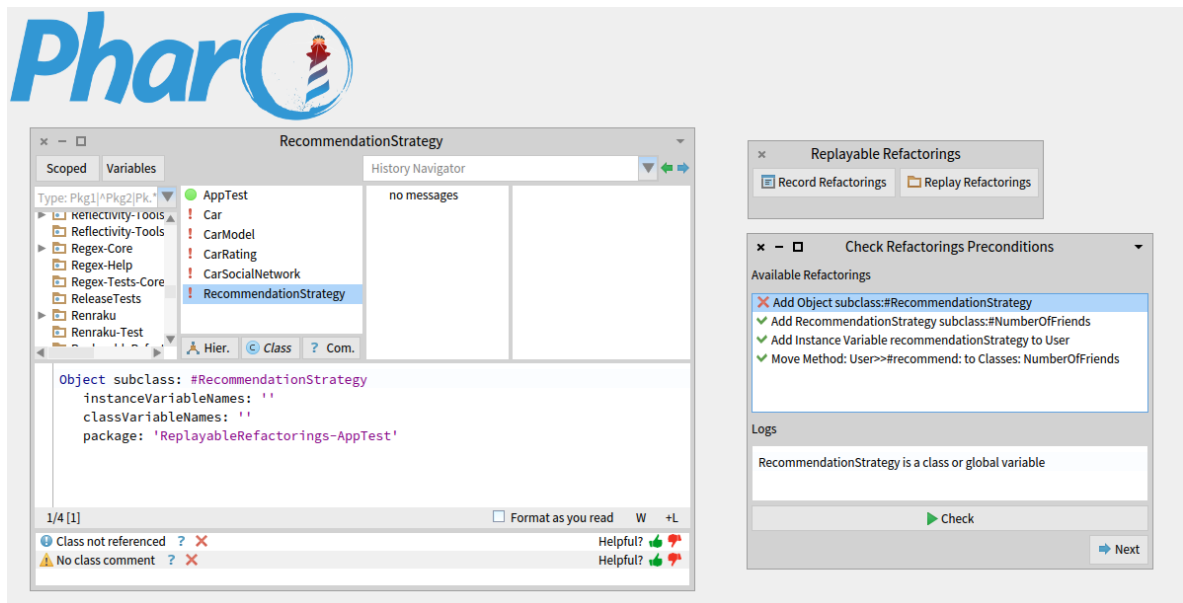 Pharo
RecommendationStrategy
Scoped
Variables
History Navigator
Type: Pkg1|^Pkg2|Pk.*
Reflectivity-Tools
Reflectivity-Tools
Regex-Core
Regex-Help
Regex-Tests-Core
ReleaseTests
Renraku
Renraku-Test
AppTest
Car
CarModel
CarRating
CarSocialNetwork
RecommendationStrategy
no messages
Hier.
Class
? Com.
Object subclass: #RecommendationStrategy
instanceVariableNames: ''
classVariableNames: ''
package: 'ReplayableRefactorings-AppTest'
1/4 [1]
Format as you read
W
+L
Class not referenced ?
Helpful?
No class comment ?
Helpful?
Replayable Refactorings
Record Refactorings
Replay Refactorings
Check Refactorings Preconditions
Available Refactorings
Add Object subclass:#RecommendationStrategy
Add RecommendationStrategy subclass:#NumberOfFriends
Add Instance Variable recommendationStrategy to User
Move Method: User>>#recommend: to Classes: NumberOfFriends
Logs
RecommendationStrategy is a class or global variable
Check
Next